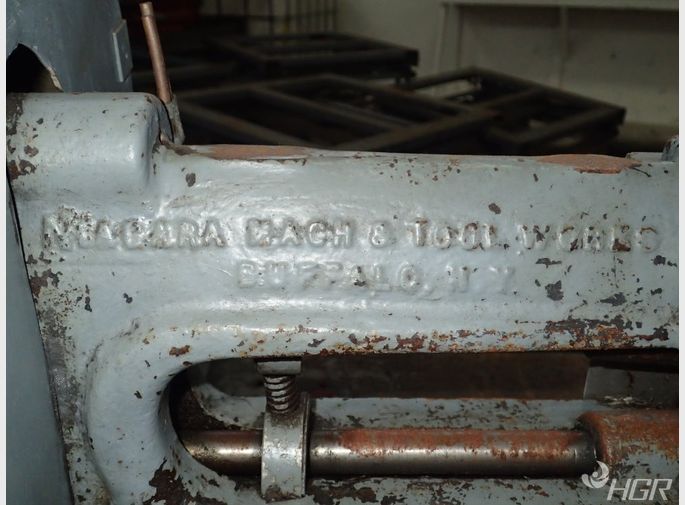 NIAGARA MACH & TOOL WORKS
BUFFALO, N.Y.
HGR